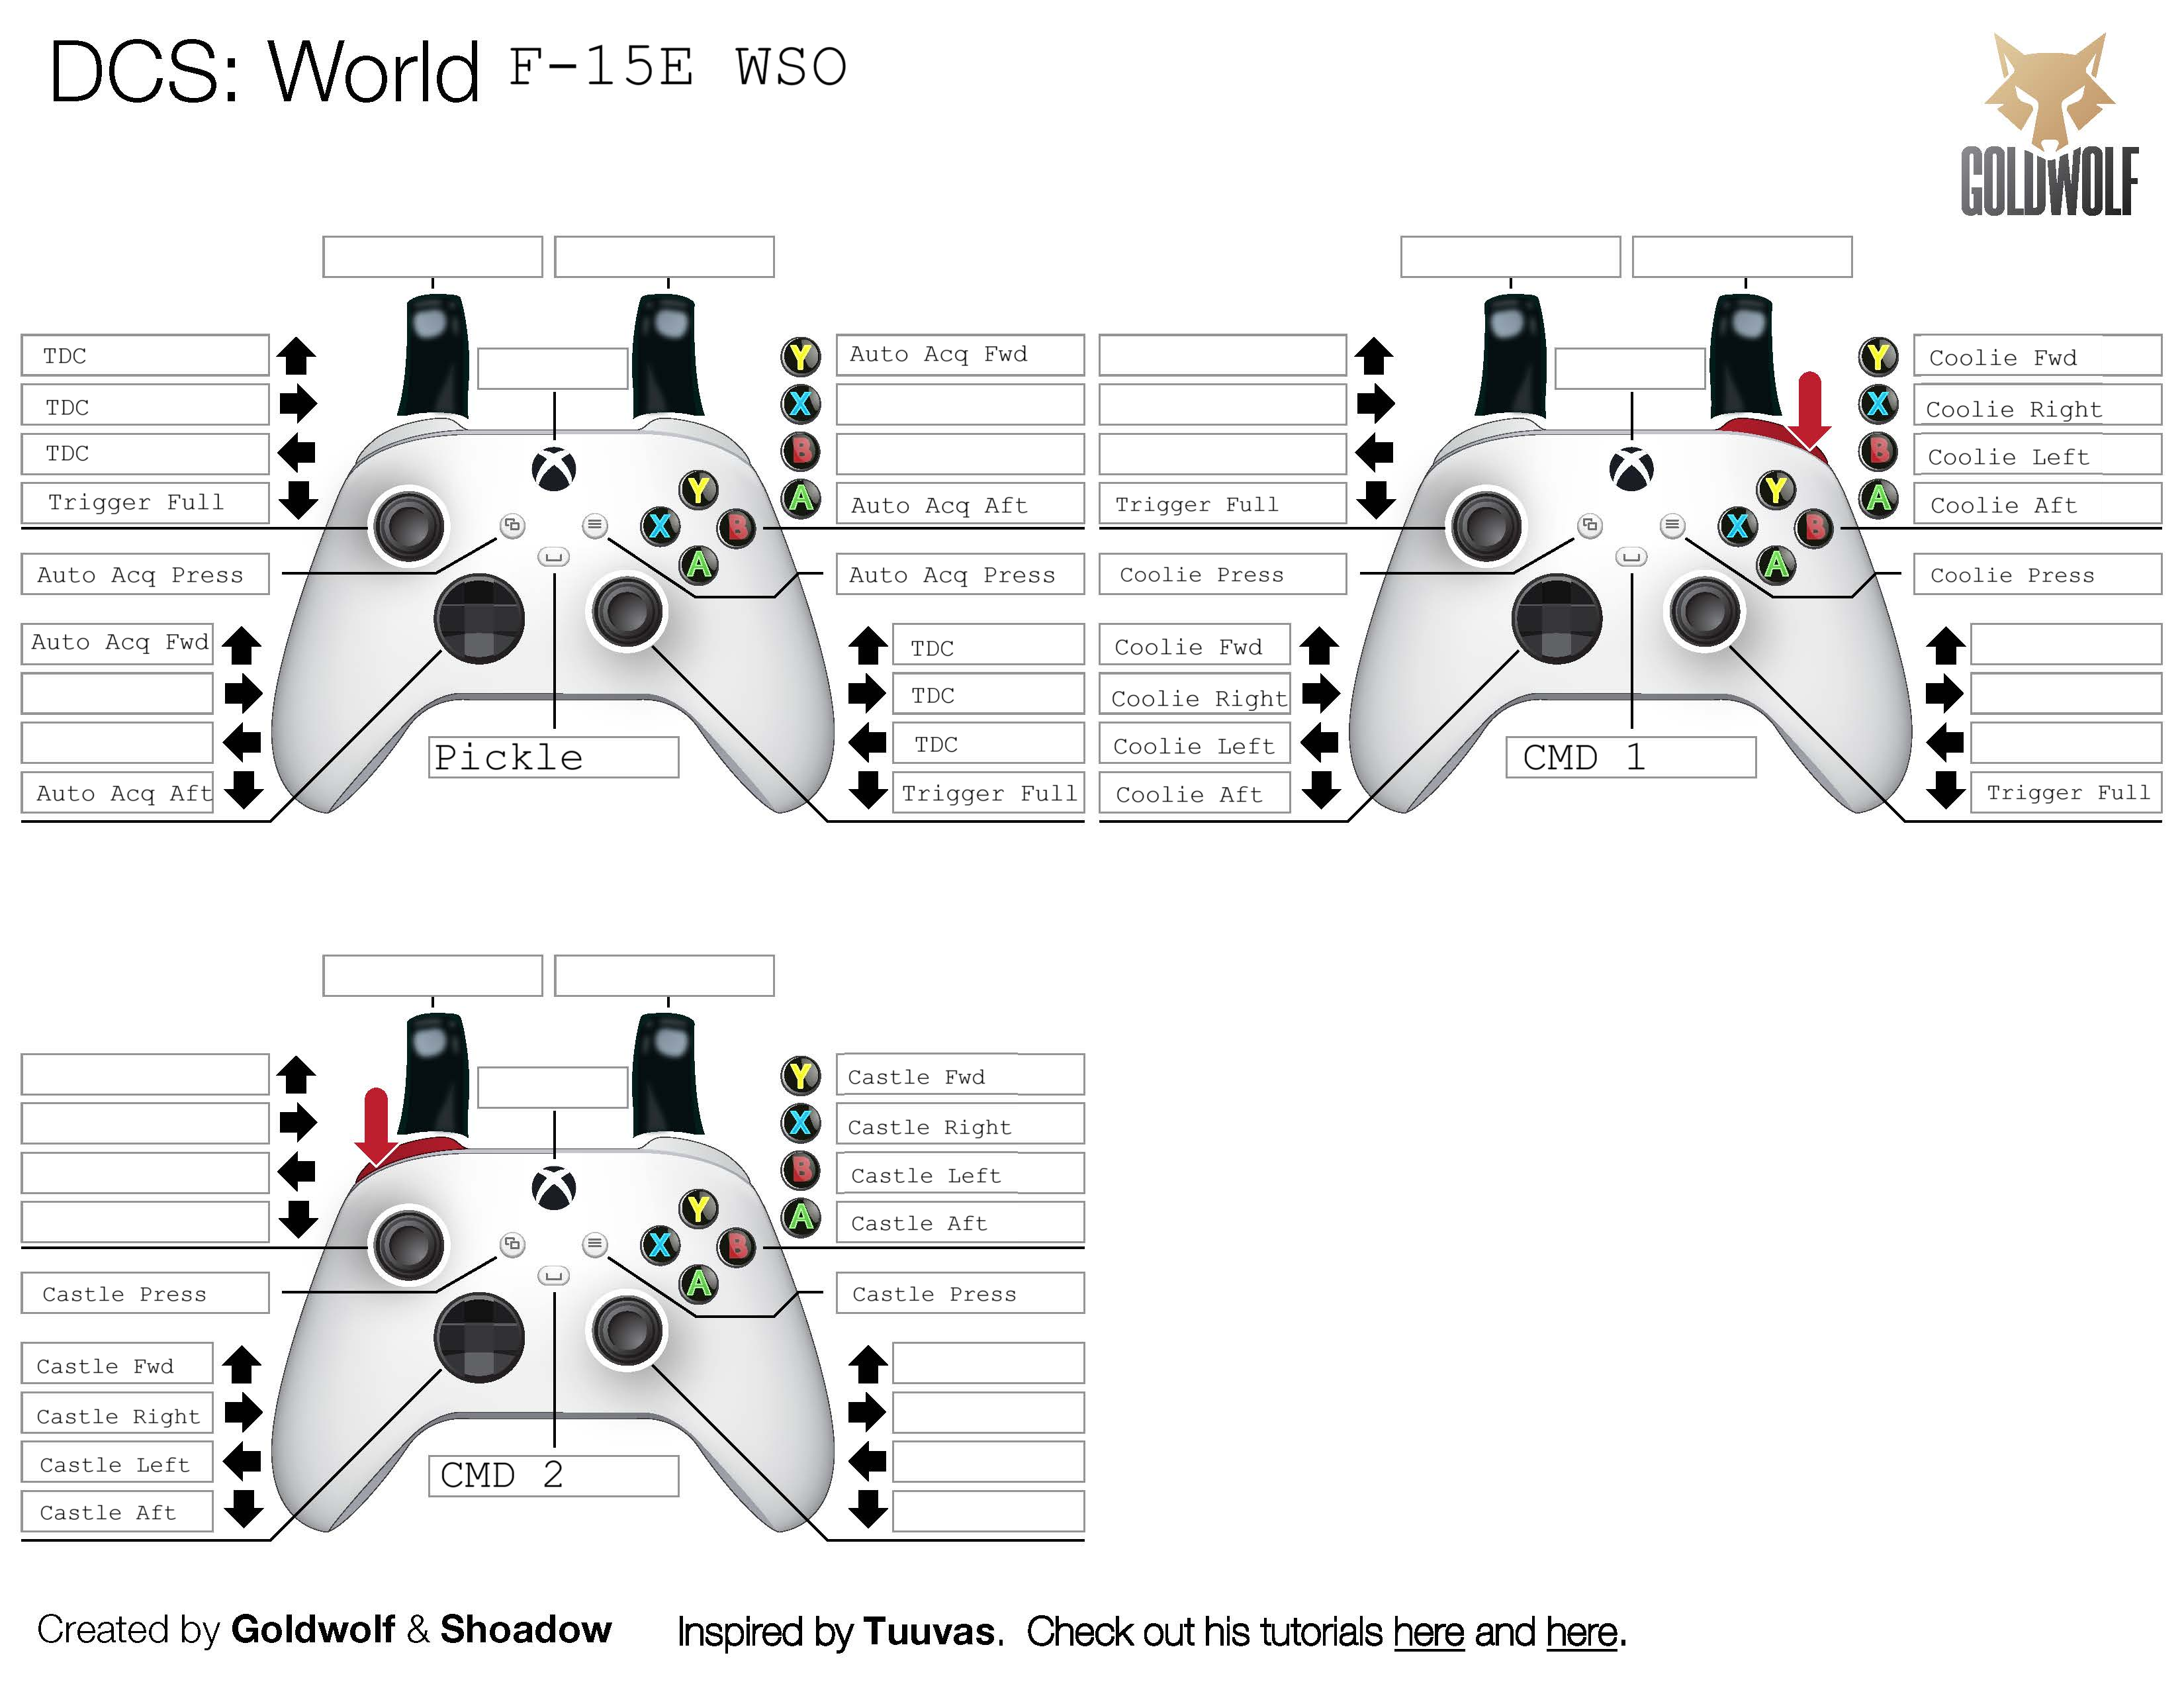 DCS: World F-15E WSO
GOLDWOLF
TDC
TDC
TDC
Trigger Full
Auto Acq Press
Auto Acq Fwd
Auto Acq Aft
Y Auto Acq Fwd
X
B
A Auto Acq Aft
Auto Acq Press
TDC
TDC
TDC
Trigger Full
Y
X B
A
Pickle
Trigger Full
Coolie Press
Coolie Fwd
Coolie Right
Coolie Left
Coolie Aft
Y Coolie Fwd
X Coolie Right
B Coolie Left
A Coolie Aft
Coolie Press
Trigger Full
Y
X B
A
CMD 1
Castle Press
Castle Fwd
Castle Right
Castle Left
Castle Aft
Y Castle Fwd
X Castle Right
B Castle Left
A Castle Aft
Castle Press
Y
X B
A
CMD 2
Created by Goldwolf & Shoadow Inspired by Tuuvas. Check out his tutorials here and here.